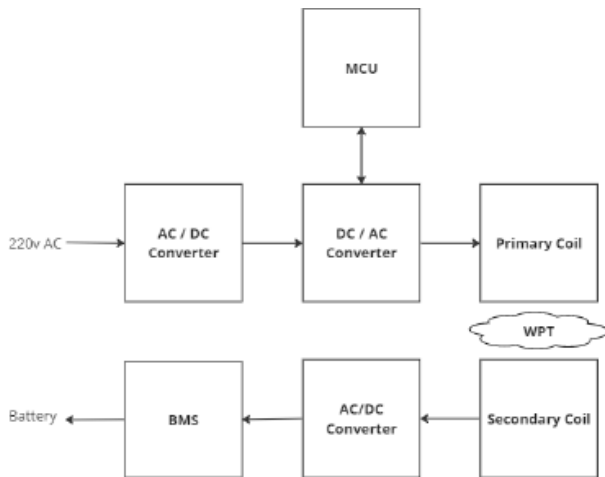 MCU
220v AC
AC / DC
Converter
DC / AC
Converter
Primary Coil
WPT
Battery
BMS
AC/DC
Converter
Secondary Coil